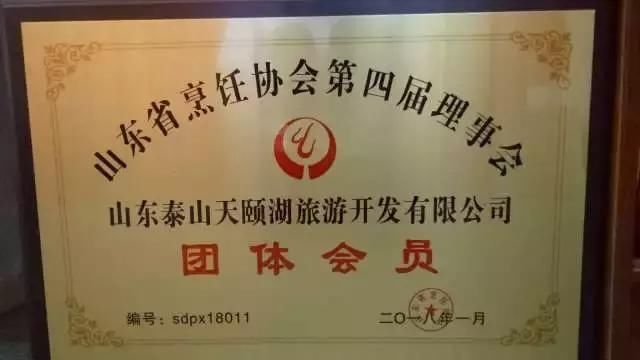 山东省烹饪协会第四届理事会
山东泰山天颐湖旅游开发有限公司
团体会员
编号：sdpx18011
二〇一八年一月